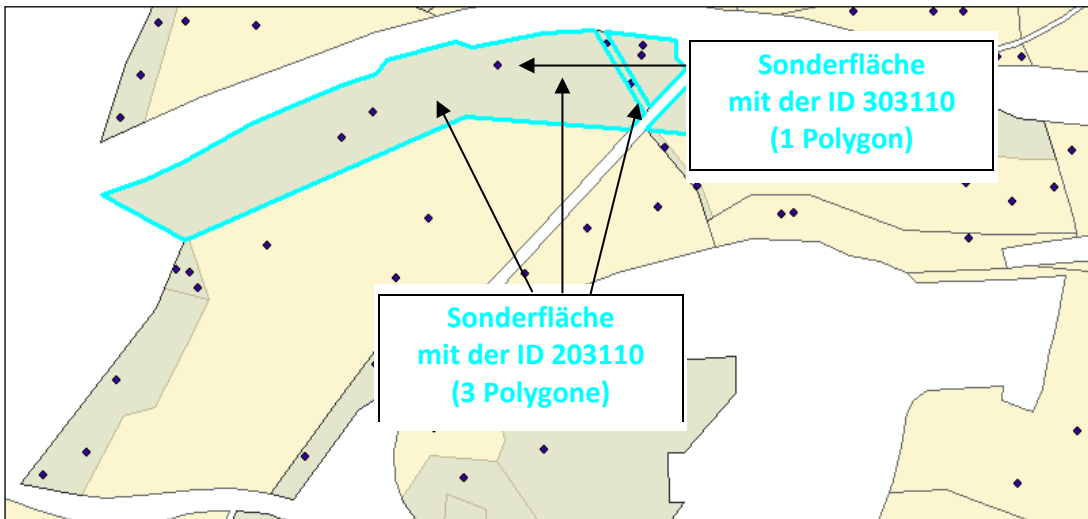 Sonderfläche
mit der ID 303110
(1 Polygon)
Sonderfläche
mit der ID 203110
(3 Polygone)